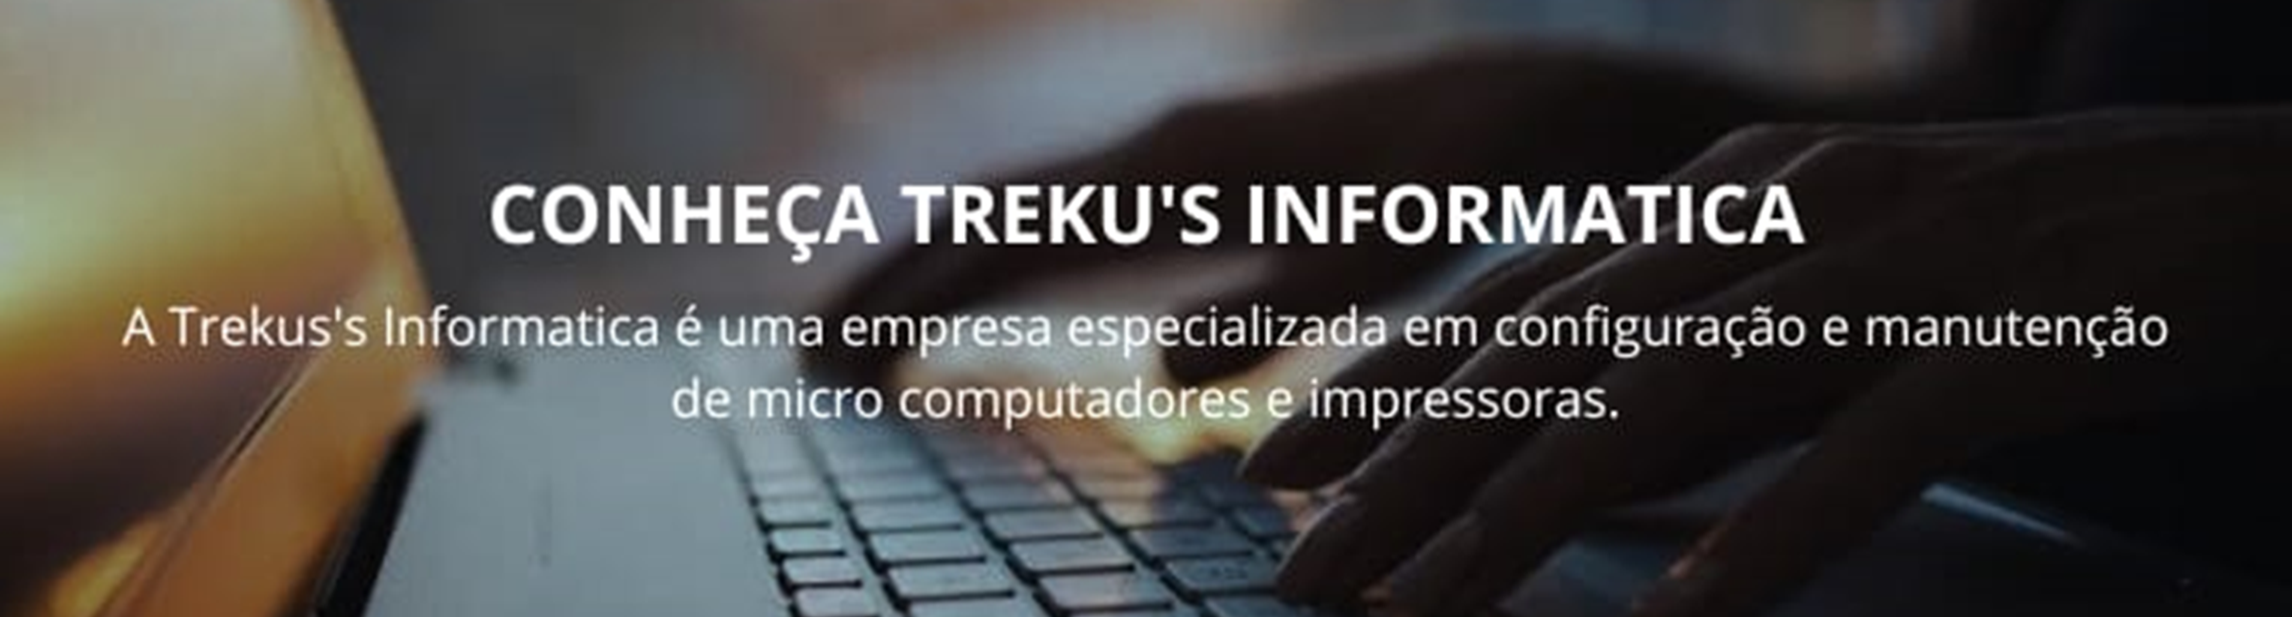 CONHEÇA TREKU'S INFORMATICA
A Trekus's Informatica é uma empresa especializada em configuração e manutenção
de micro computadores e impressoras.